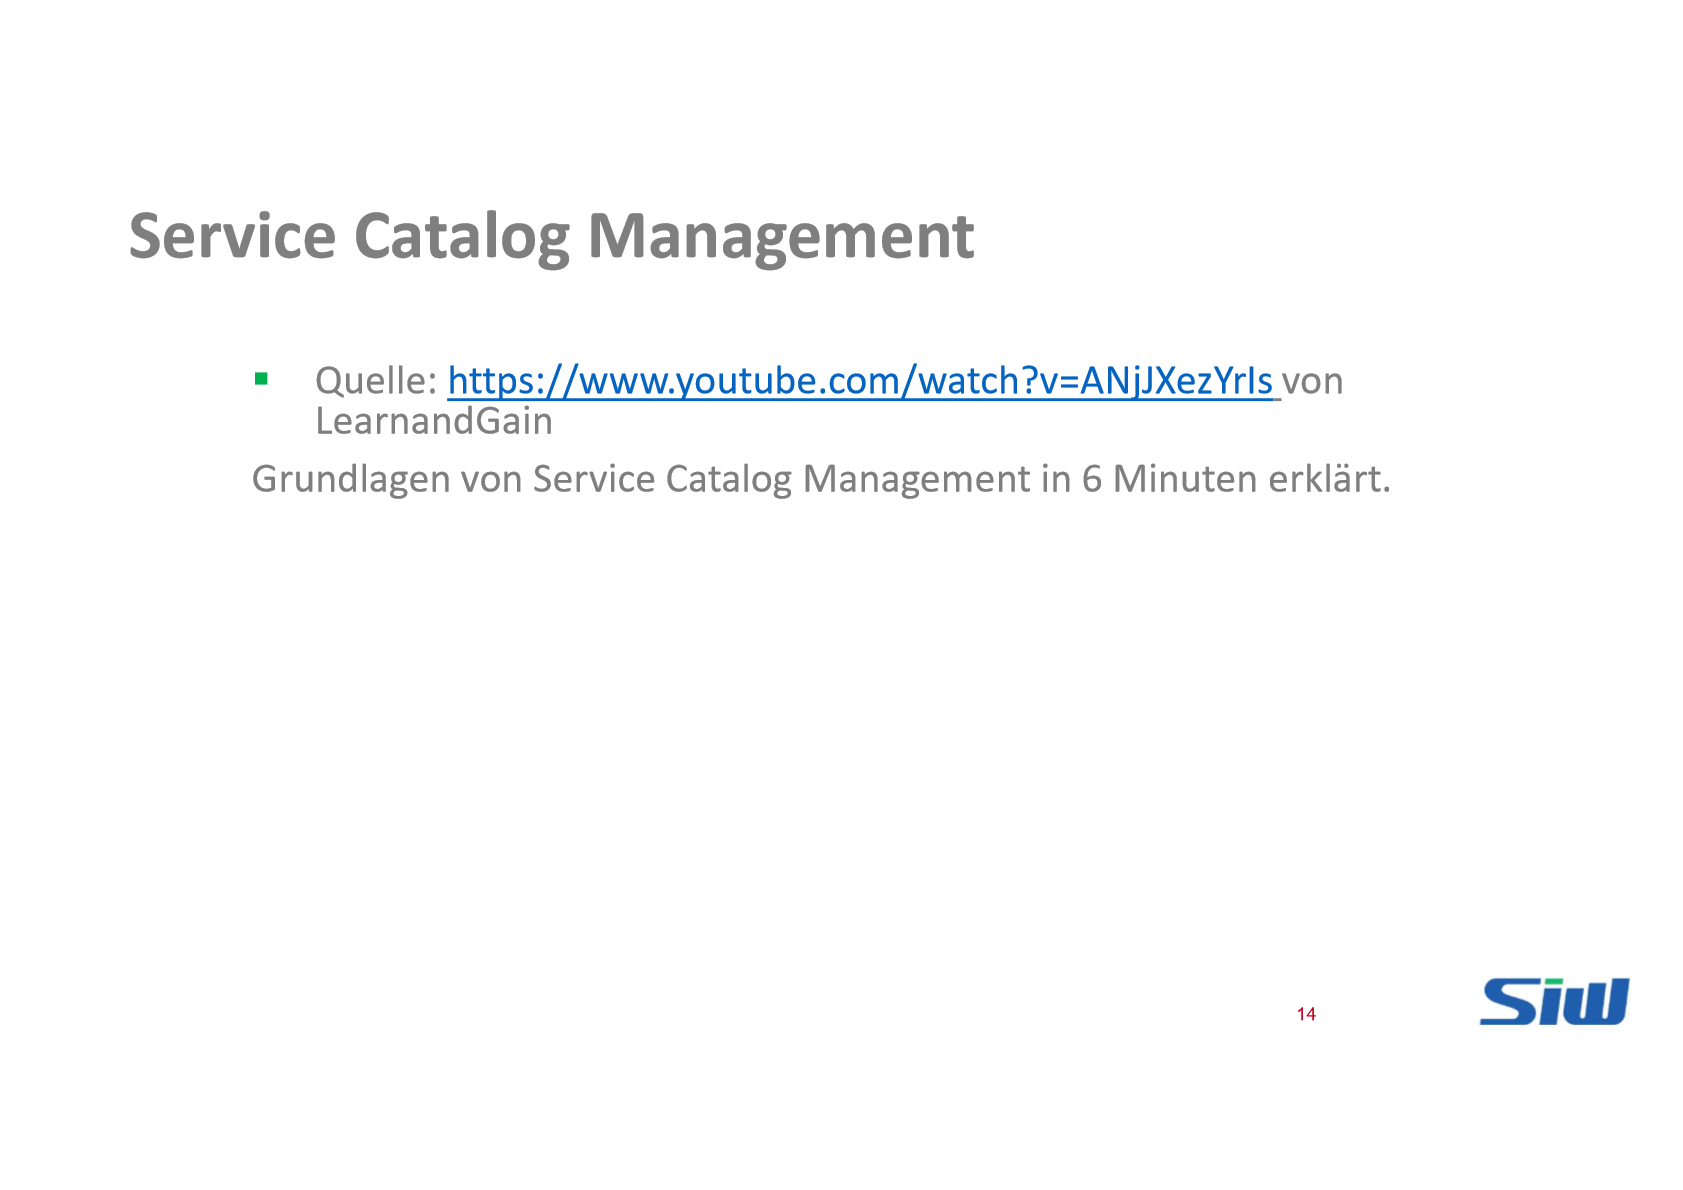 Service Catalog Management
▪ Quelle: https://www.youtube.com/watch?v=ANjJXezYrIs von
LearnandGain
Grundlagen von Service Catalog Management in 6 Minuten erklärt.
14
Siw